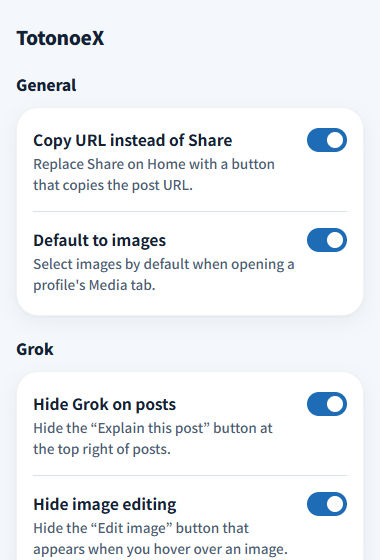 TotonoeX
General
Copy URL instead of Share
Replace Share on Home with a button
that copies the post URL.
Default to images
Select images by default when opening a
profile's Media tab.
Grok
Hide Grok on posts
Hide the “Explain this post” button at
the top right of posts.
Hide image editing
Hide the “Edit image” button that
appears when you hover over an image.